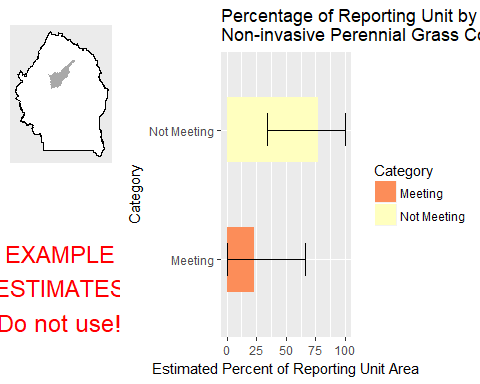 Percentage of Reporting Unit by
Non-invasive Perennial Grass Co
Not Meeting
Meeting
Category
0 25 50 75 100
Estimated Percent of Reporting Unit Area
Category
Meeting
Not Meeting
EXAMPLE
ESTIMATES
Do not use!